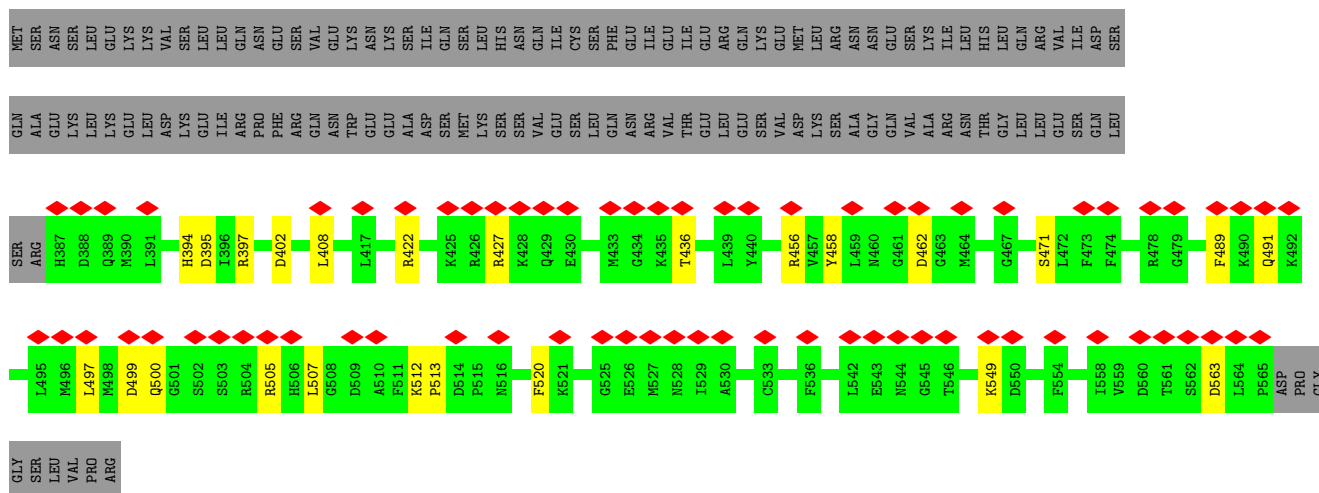 MET SER ASN SER LEU GLU LYS LYS VAL SER LEU LEU GLN ASN GLU SER VAL GLU LYS ASN LYS SER ILE GLN SER LEU HIS ASN GLN ILE CYS SER PHE GLU ILE GLU ILE GLU ARG GLN LYS GLU MET LEU ARG ASN ASN GLU SER LYS ILE LEU HIS LEU GLN ARG VAL ILE ASP SER
GLN ALA GLU LYS LEU LYS GLU LEU ASP LYS GLU ILE ARG PRO PHE ARG GLN ASN TRP GLU GLU ALA ASP SER MET LYS SER SER VAL GLU SER LEU GLN ASN ARG VAL THR GLU LEU GLU SER VAL ASP LYS SER ALA GLY GLN VAL ALA ARG ASN THR GLY LEU LEU GLU SER GLN LEU
SER ARG H387 D388 Q389 M390 L391 H394 D395 I396 R397 D402 L408 L417 R422 K425 R426 R427 K428 Q429 E430 M433 G434 K435 T436 L439 Y440 R456 V457 Y458 L459 N460 G461 D462 G463 M464 G467 S471 L472 F473 F474 R478 G479 F489 K490 Q491 K492
L495 M496 L497 M498 D499 Q500 G501 S502 S503 R504 R505 H506 L507 G508 D509 A510 F511 K512 P513 D514 P515 N516 F520 K521 G525 E526 M527 N528 I529 A530 C533 F536 L542 E543 N544 G545 T546 K549 D550 F554 I558 V559 D560 T561 S562 D563 L564 P565 ASP PRO GLY
GLY SER LEU VAL PRO ARG